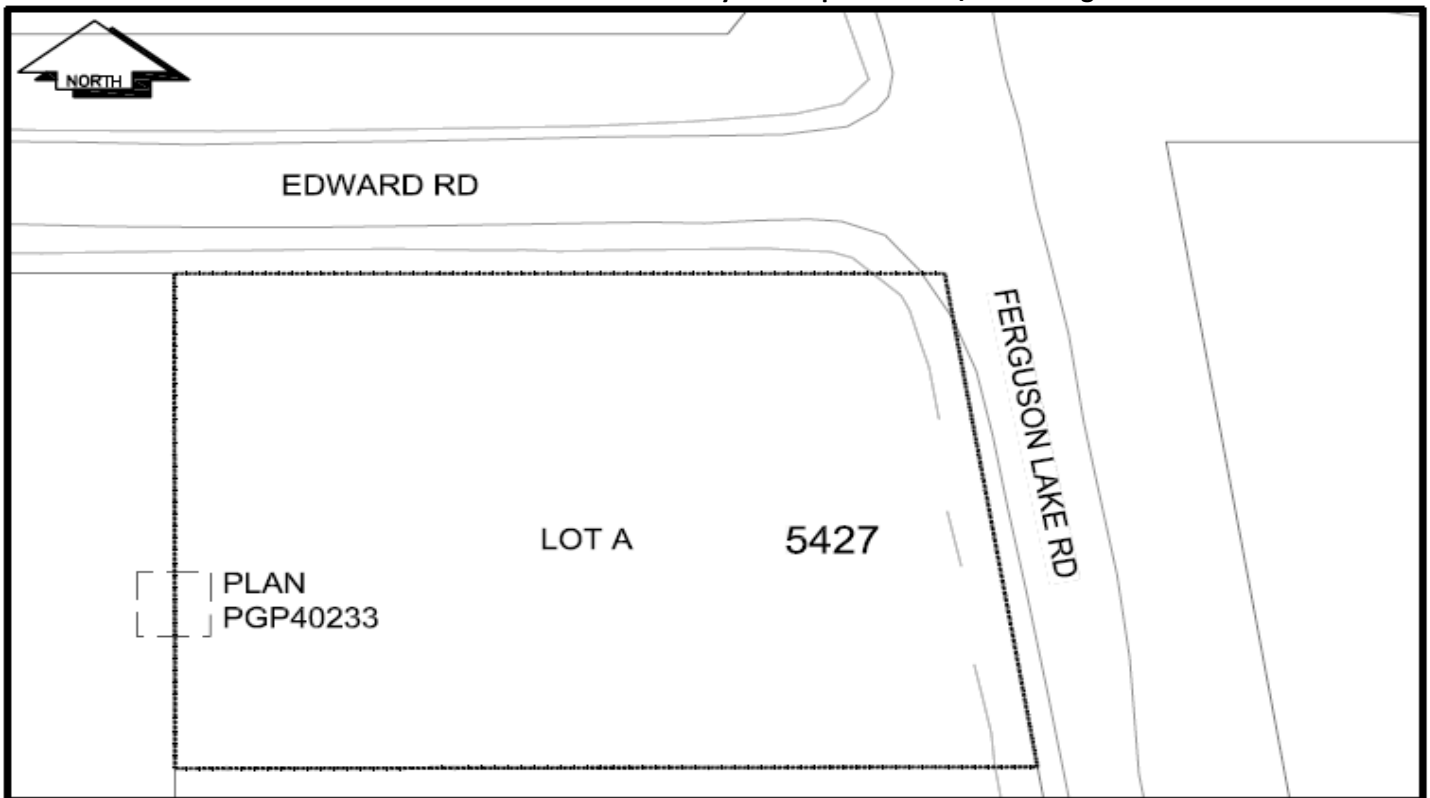 NORTH
EDWARD RD
FERGUSON LAKE RD
LOT A
5427
PLAN
PGP40233